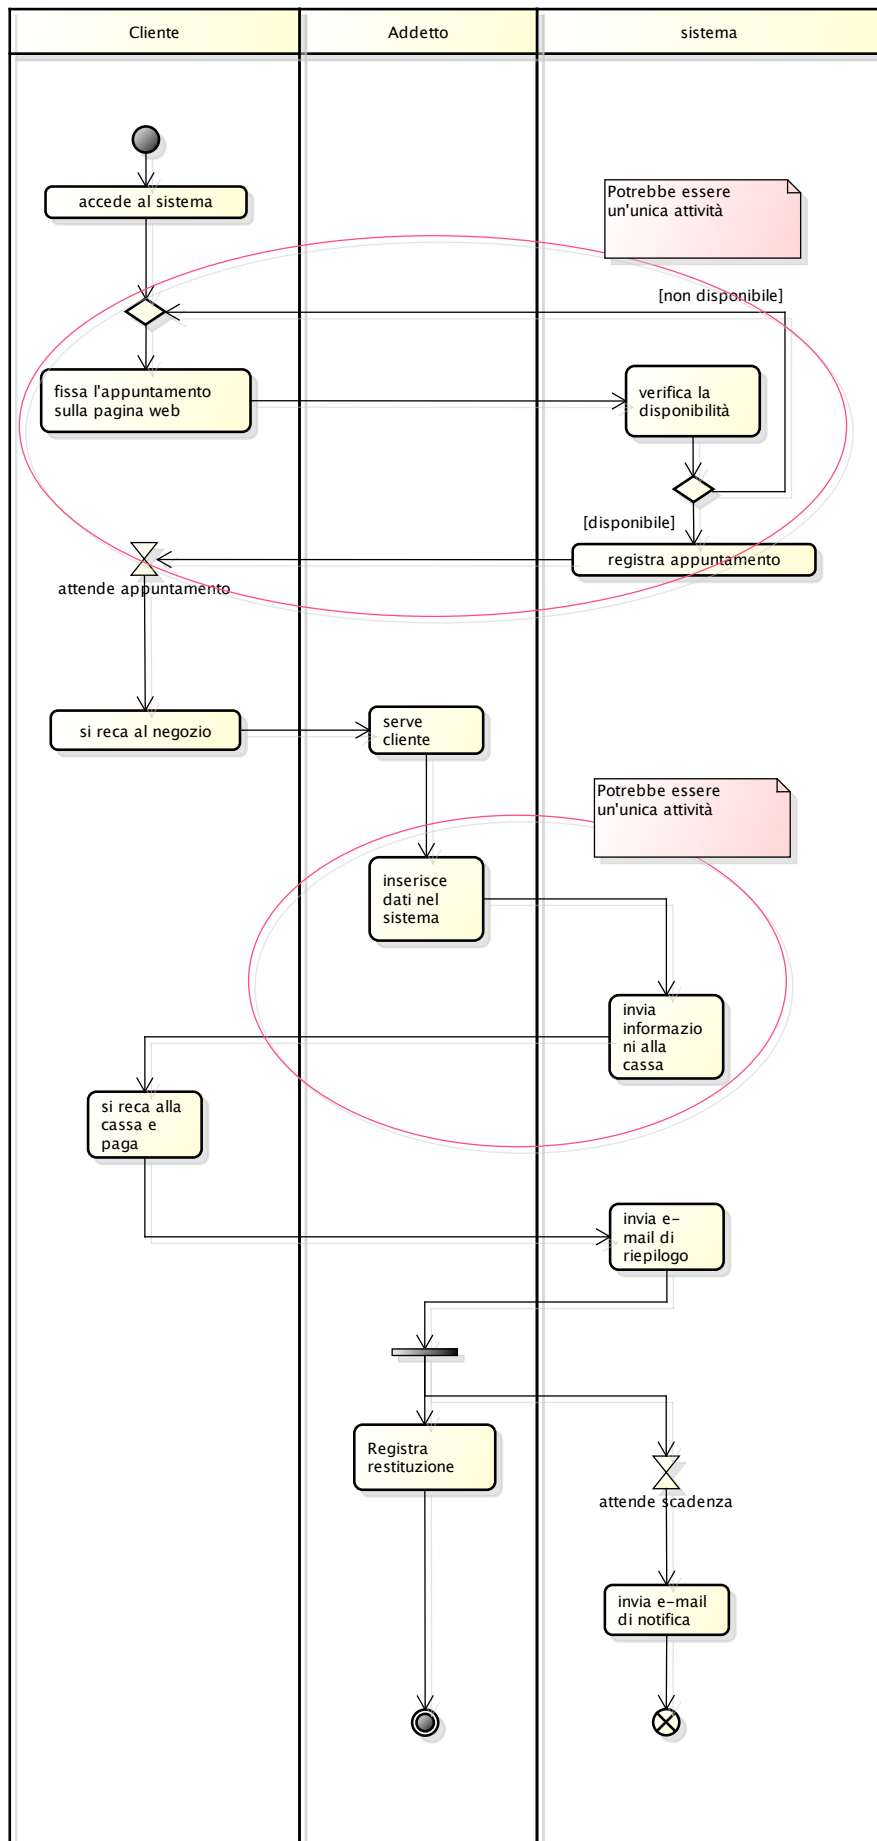 Cliente
Addetto
sistema
accede al sistema
Potrebbe essere
un'unica attività
[non disponibile]
fissa l'appuntamento
sulla pagina web
verifica la
disponibilità
[disponibile]
registra appuntamento
attende appuntamento
si reca al negozio
serve
cliente
Potrebbe essere
un'unica attività
inserisce
dati nel
sistema
invia
informazio
ni alla
cassa
si reca alla
cassa e
paga
invia e-
mail di
riepilogo
Registra
restituzione
attende scadenza
invia e-mail
di notifica